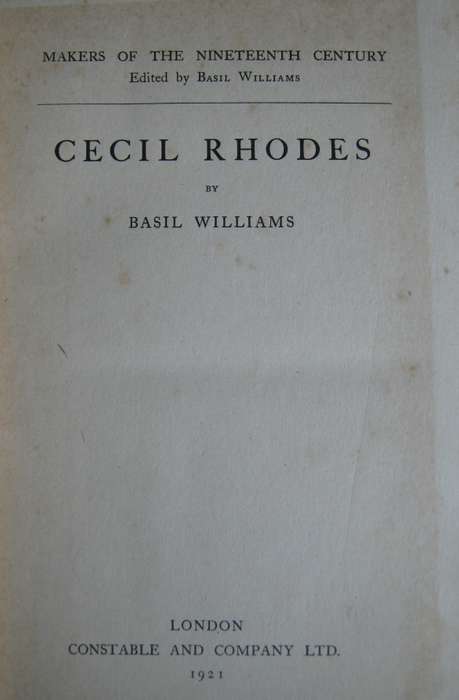 MAKERS OF THE NINETEENTH CENTURY
Edited by BASIL WILLIAMS
CECIL RHODES
BY
BASIL WILLIAMS
LONDON
CONSTABLE AND COMPANY LTD.
1921